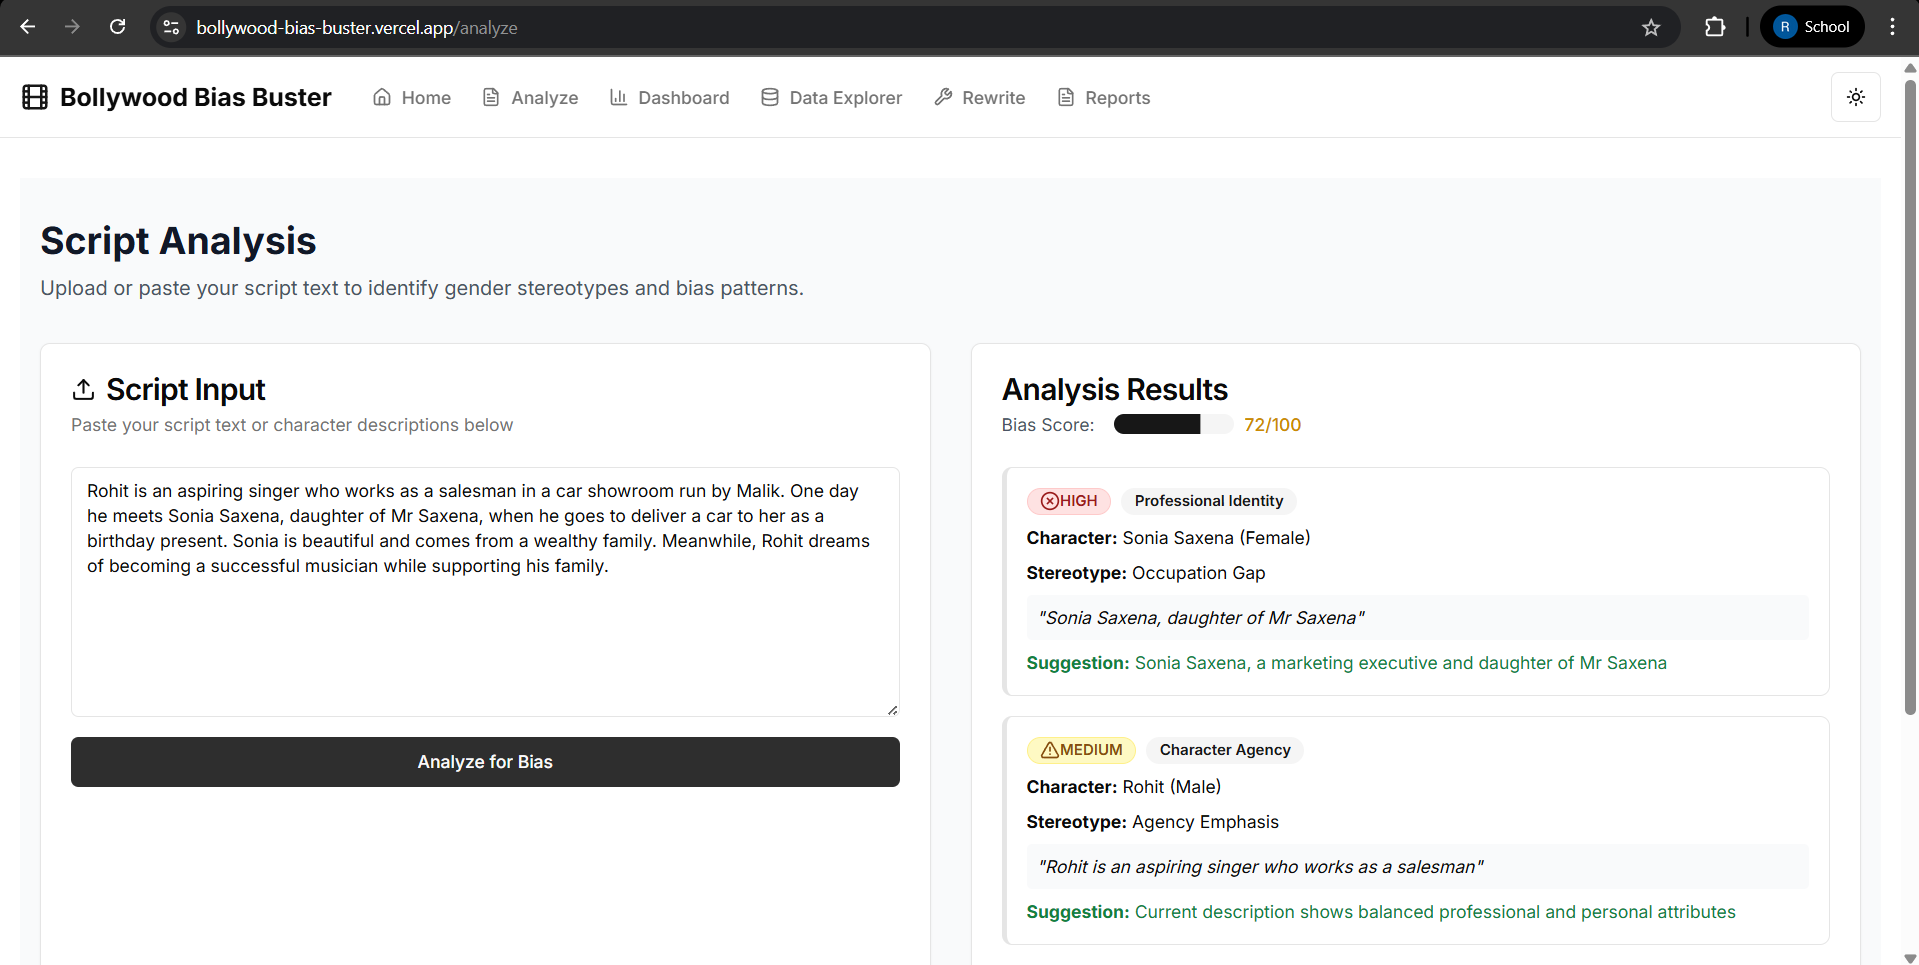 bollywood-bias-buster.vercel.app/analyze
R School
Bollywood Bias Buster Home Analyze Dashboard Data Explorer Rewrite Reports
Script Analysis
Upload or paste your script text to identify gender stereotypes and bias patterns.
Script Input
Paste your script text or character descriptions below
Rohit is an aspiring singer who works as a salesman in a car showroom run by Malik. One day
he meets Sonia Saxena, daughter of Mr Saxena, when he goes to deliver a car to her as a
birthday present. Sonia is beautiful and comes from a wealthy family. Meanwhile, Rohit dreams
of becoming a successful musician while supporting his family.
Analyze for Bias
Analysis Results
Bias Score: 72/100
HIGH Professional Identity
Character: Sonia Saxena (Female)
Stereotype: Occupation Gap
"Sonia Saxena, daughter of Mr Saxena"
Suggestion: Sonia Saxena, a marketing executive and daughter of Mr Saxena
MEDIUM Character Agency
Character: Rohit (Male)
Stereotype: Agency Emphasis
"Rohit is an aspiring singer who works as a salesman"
Suggestion: Current description shows balanced professional and personal attributes